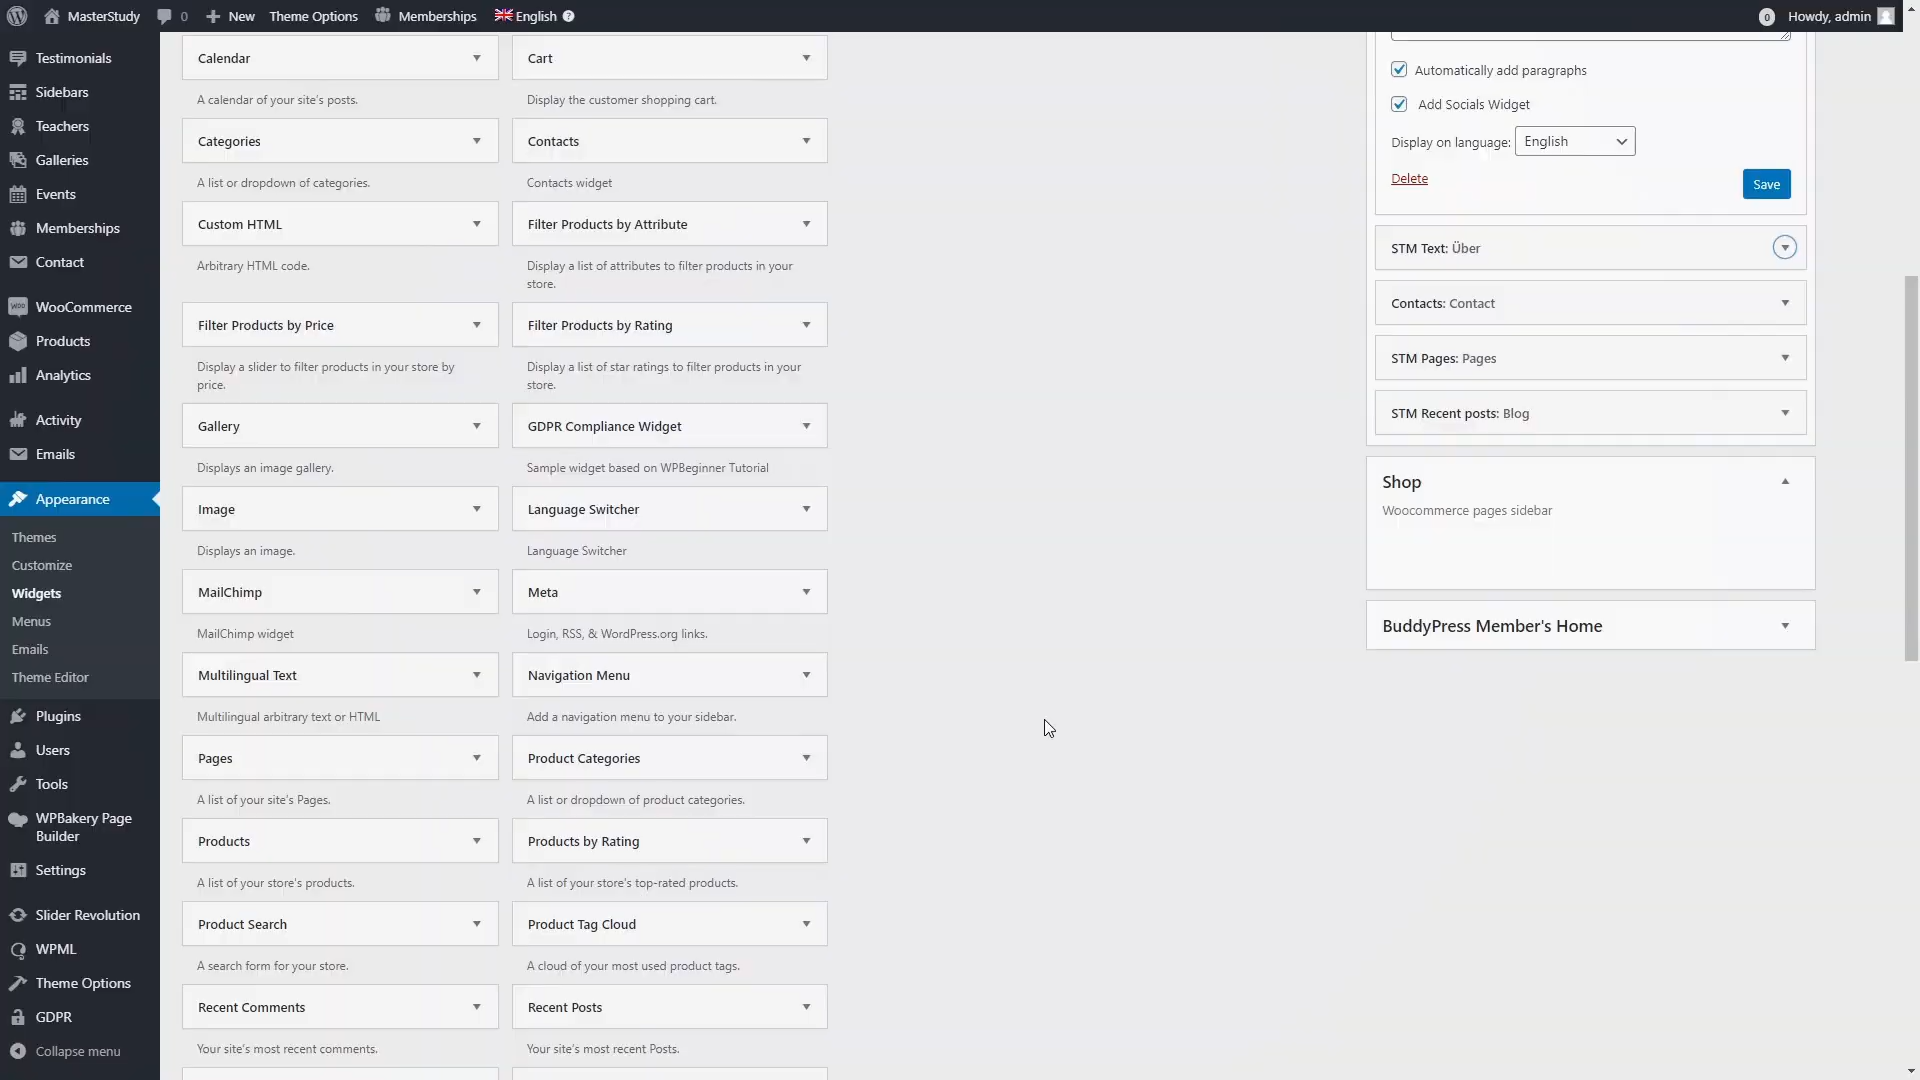 MasterStudy 0 New Theme Options Memberships English Howdy, admin 0
Testimonials
Sidebars
Teachers
Galleries
Events
Memberships
Contact
WooCommerce
Products
Analytics
Activity
Emails
Appearance
Themes
Customize
Widgets
Menus
Emails
Theme Editor
Plugins
Users
Tools
WPBakery Page
Builder
Settings
Slider Revolution
WPML
Theme Options
GDPR
Collapse menu
Calendar
A calendar of your site's posts.
Cart
Display the customer shopping cart.
Categories
A list or dropdown of categories.
Contacts
Contacts widget
Custom HTML
Arbitrary HTML code.
Filter Products by Attribute
Display a list of attributes to filter products in your
store.
Filter Products by Price
Display a slider to filter products in your store by
price.
Filter Products by Rating
Display a list of star ratings to filter products in your
store.
Gallery
Displays an image gallery.
GDPR Compliance Widget
Sample widget based on WPBeginner Tutorial
Image
Displays an image.
Language Switcher
Language Switcher
MailChimp
MailChimp widget
Meta
Login, RSS, & WordPress.org links.
Multilingual Text
Multilingual arbitrary text or HTML
Navigation Menu
Add a navigation menu to your sidebar.
Pages
A list of your site's Pages.
Product Categories
A list or dropdown of product categories.
Products
A list of your store's products.
Products by Rating
A list of your store's top-rated products.
Product Search
A search form for your store.
Product Tag Cloud
A cloud of your most used product tags.
Recent Comments
Your site's most recent comments.
Recent Posts
Your site's most recent Posts.
Automatically add paragraphs
Add Socials Widget
Display on language: English
Delete
Save
STM Text: Über
Contacts: Contact
STM Pages: Pages
STM Recent posts: Blog
Shop
Woocommerce pages sidebar
BuddyPress Member's Home